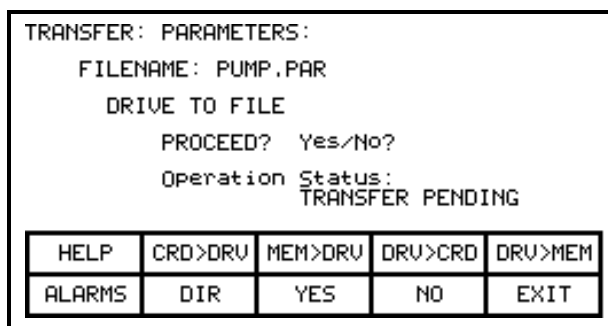 TRANSFER: PARAMETERS:
FILENAME: PUMP.PAR
DRIVE TO FILE
PROCEED? Yes/No?
Operation Status:
TRANSFER PENDING
HELP CRD>DRV MEM>DRV DRV>CRD DRV>MEM
ALARMS DIR YES NO EXIT